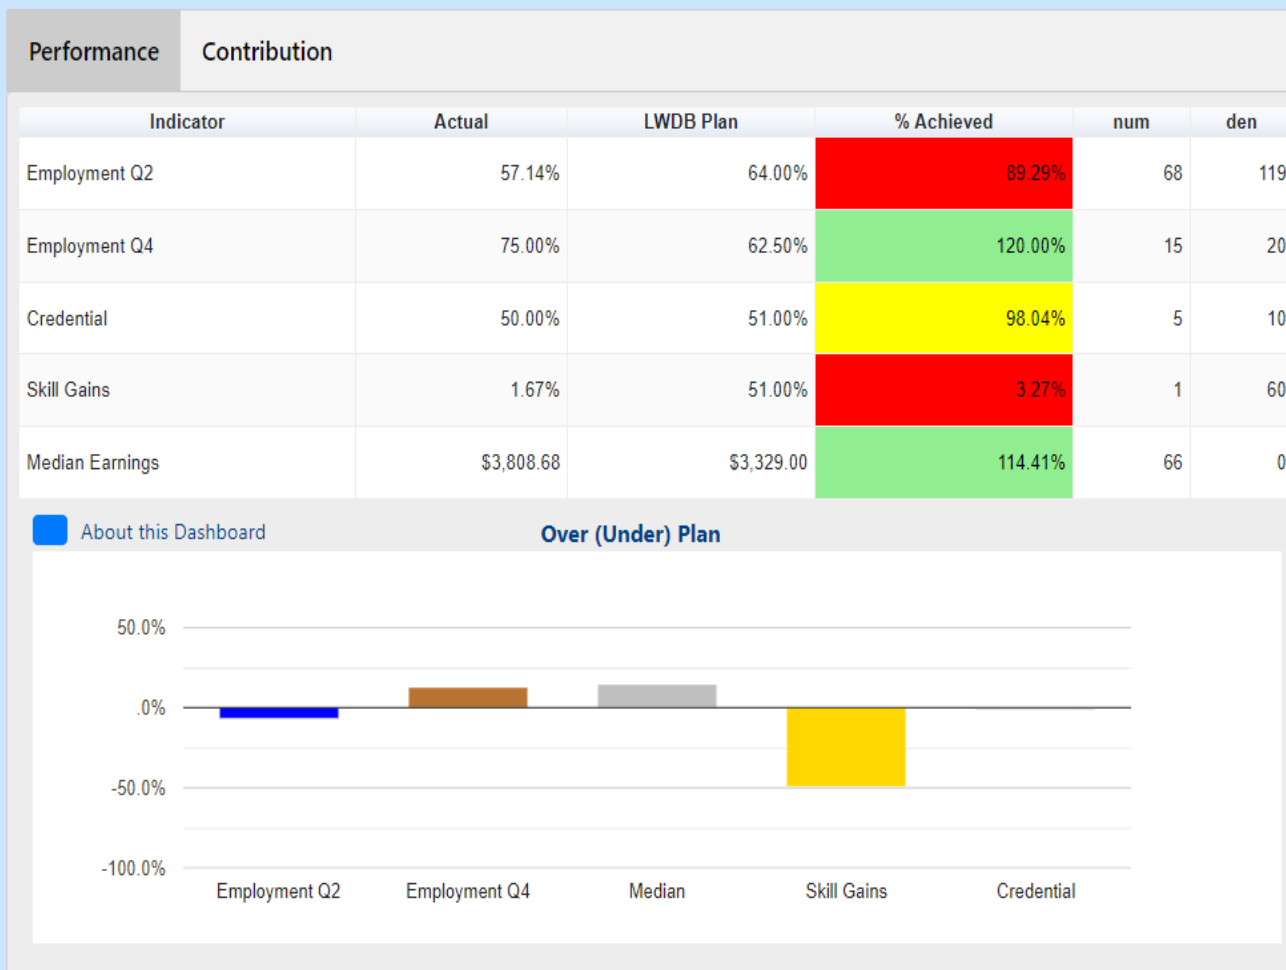 Performance Contribution
Indicator Actual LWDB Plan % Achieved num den
Employment Q2 57.14% 64.00% 89.29% 68 119
Employment Q4 75.00% 62.50% 120.00% 15 20
Credential 50.00% 51.00% 98.04% 5 10
Skill Gains 1.67% 51.00% 3.27% 1 60
Median Earnings $3,808.68 $3,329.00 114.41% 66 0
About this Dashboard Over (Under) Plan
50.0%
.0%
-50.0%
-100.0%
Employment Q2 Employment Q4 Median Skill Gains Credential